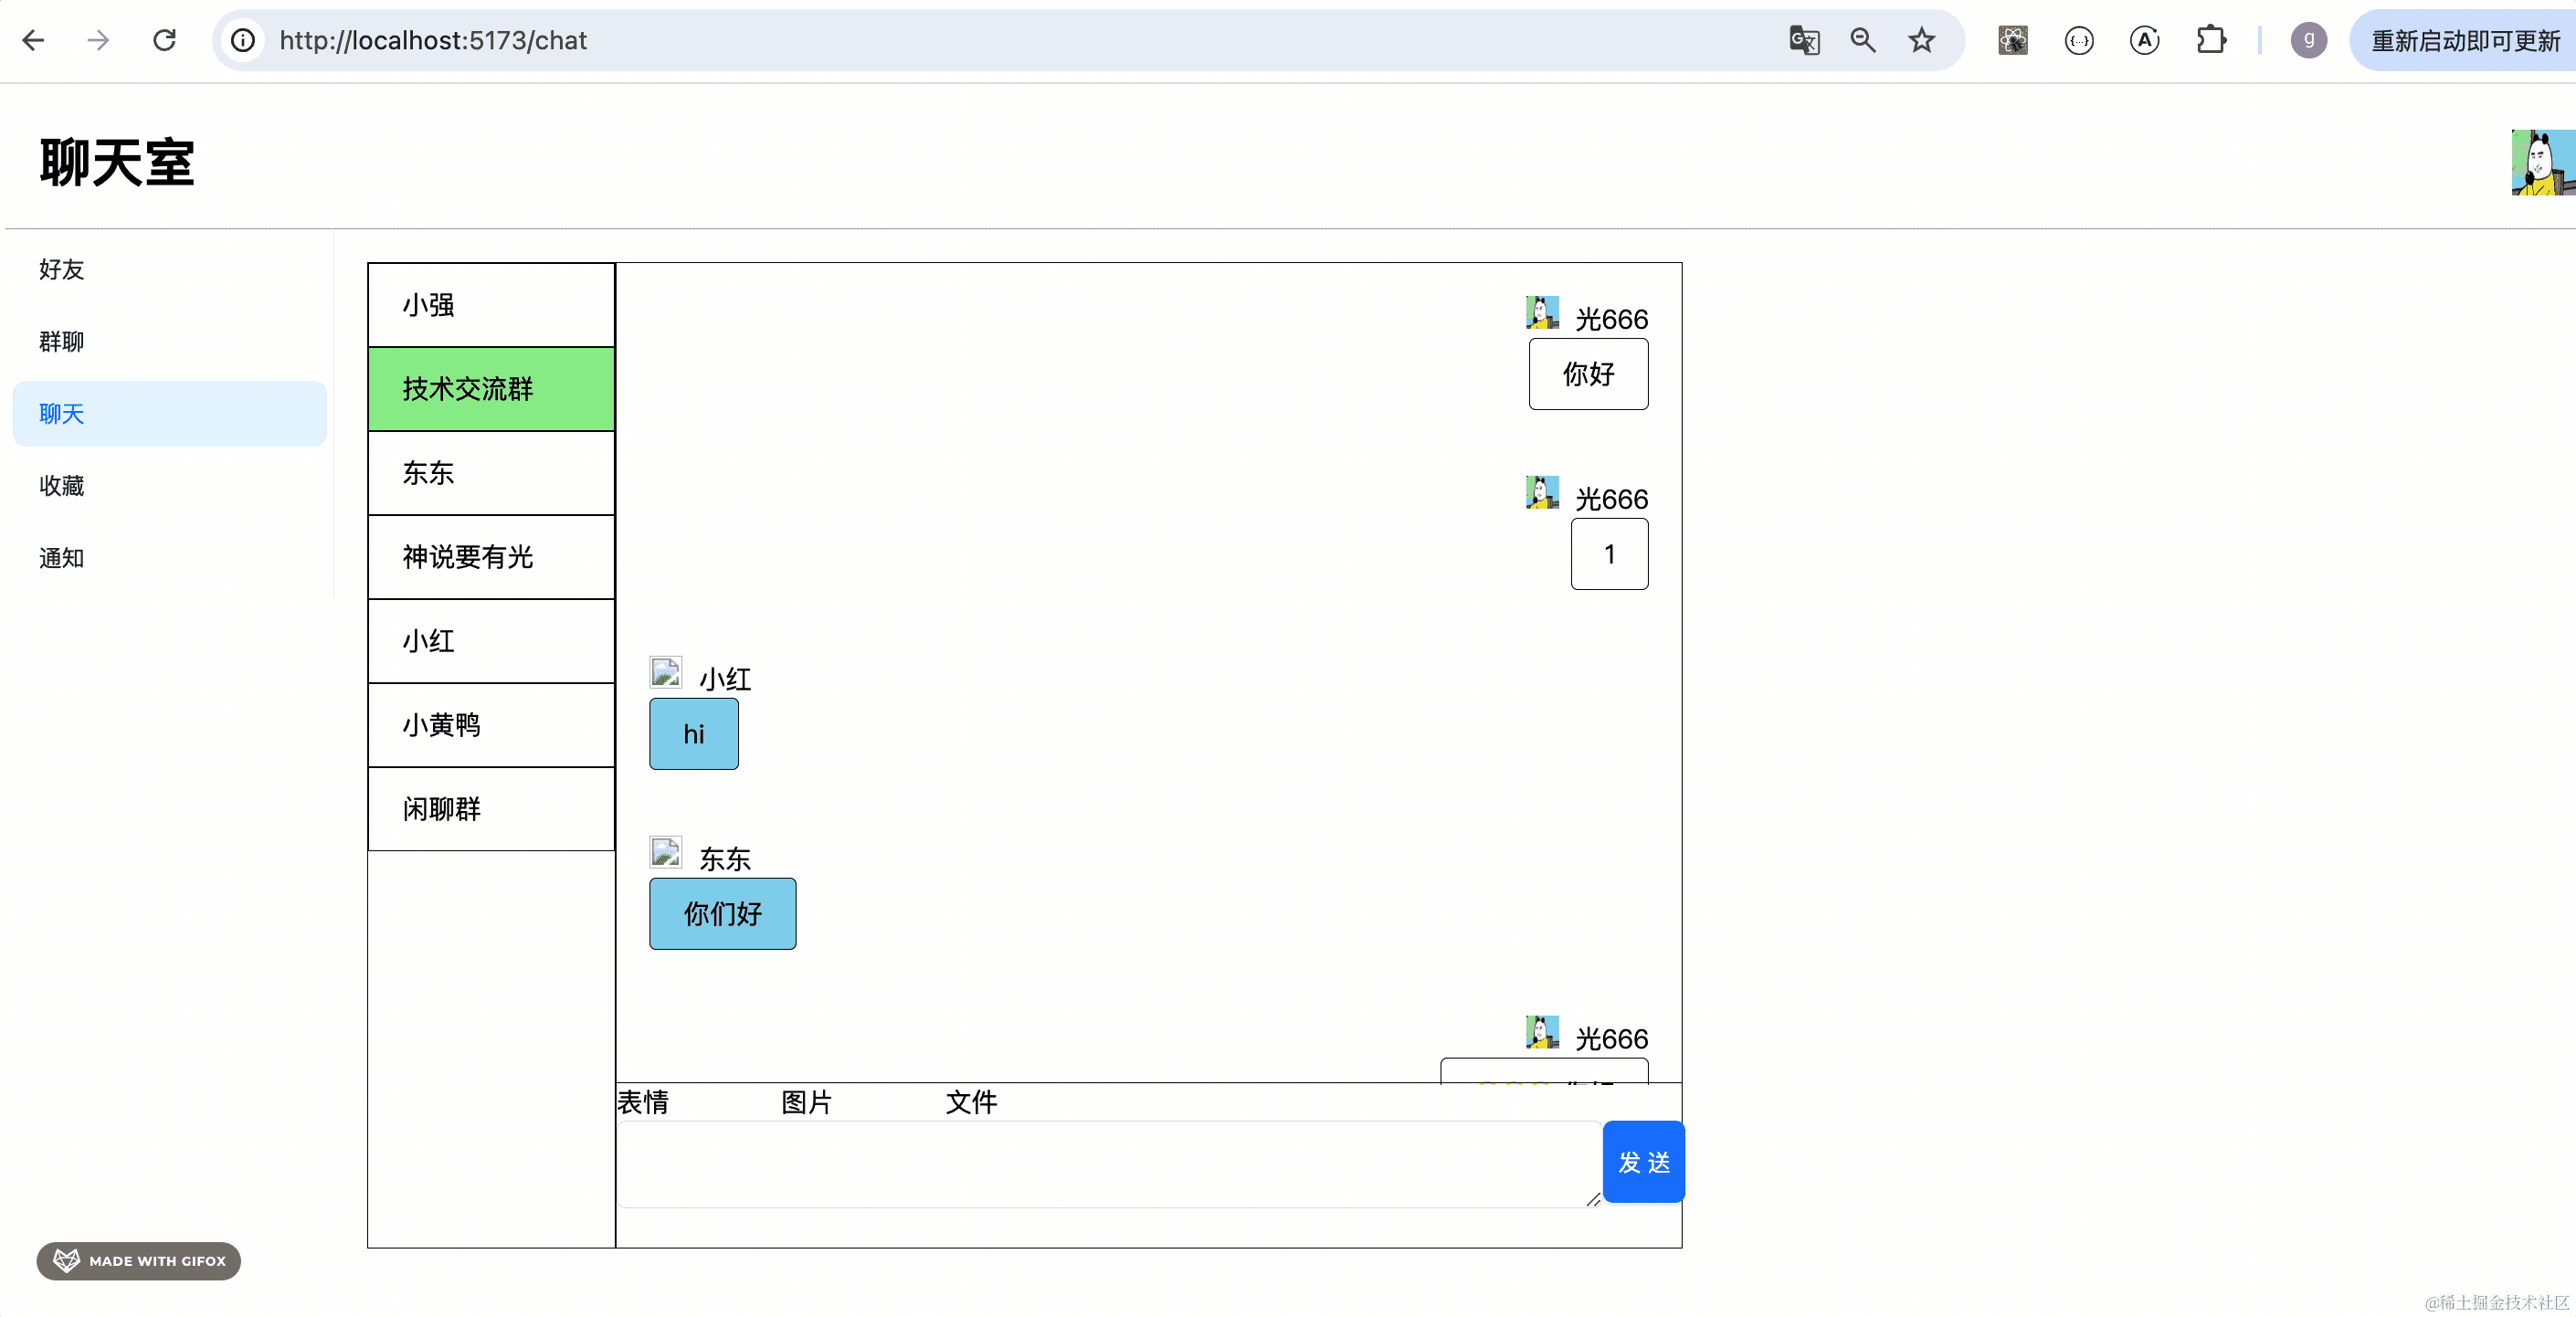 http://localhost:5173/chat
g
重新启动即可更新
聊天室
好友
群聊
聊天
收藏
通知
小强
技术交流群
东东
神说要有光
小红
小黄鸭
闲聊群
光666
你好
光666
1
小红
hi
东东
你们好
光666
表情
图片
文件
发 送
MADE WITH GIFOX
@稀土掘金技术社区